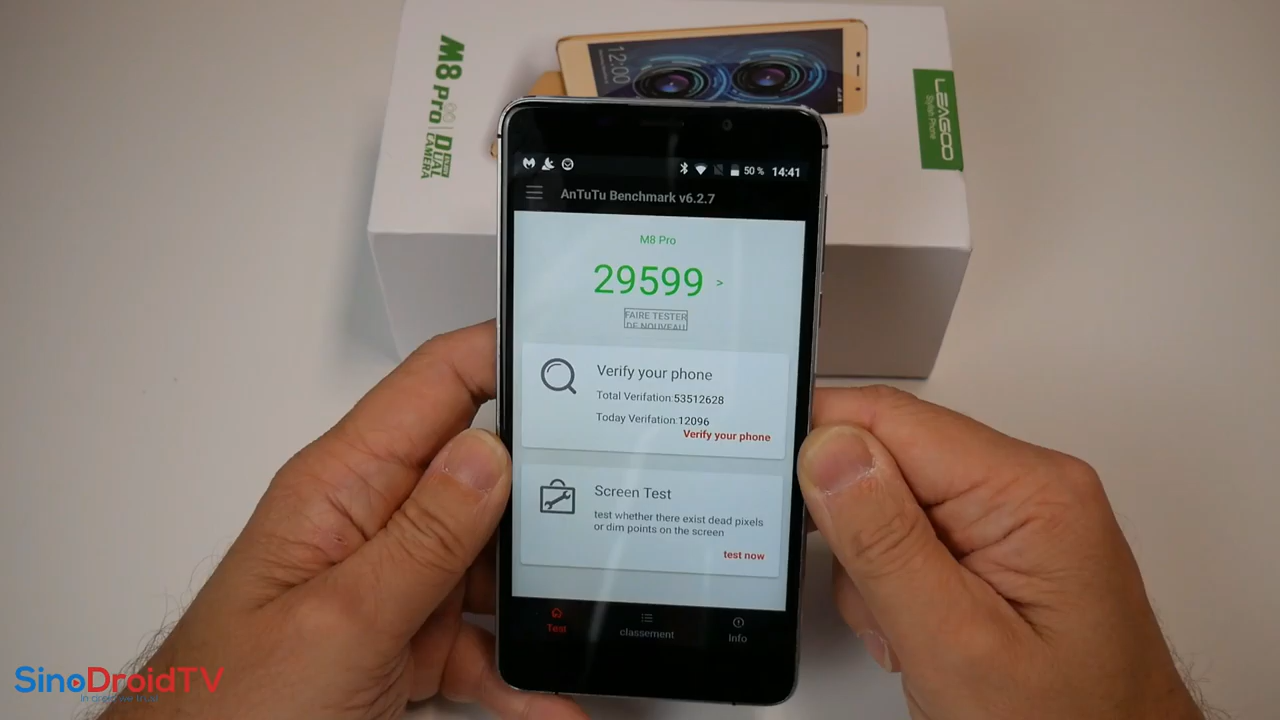 M8 Pro
DUAL
CAMERA
12:00
LEAGOO
Stylish Phone
50 % 14:41
AnTuTu Benchmark v6.2.7
M8 Pro
29599 >
FAIRE TESTER
DE NOUVEAU
Verify your phone
Total Verifation:53512628
Today Verifation:12096
Verify your phone
Screen Test
test whether there exist dead pixels
or dim points on the screen
test now
Test classement Info
SinoDroidTV